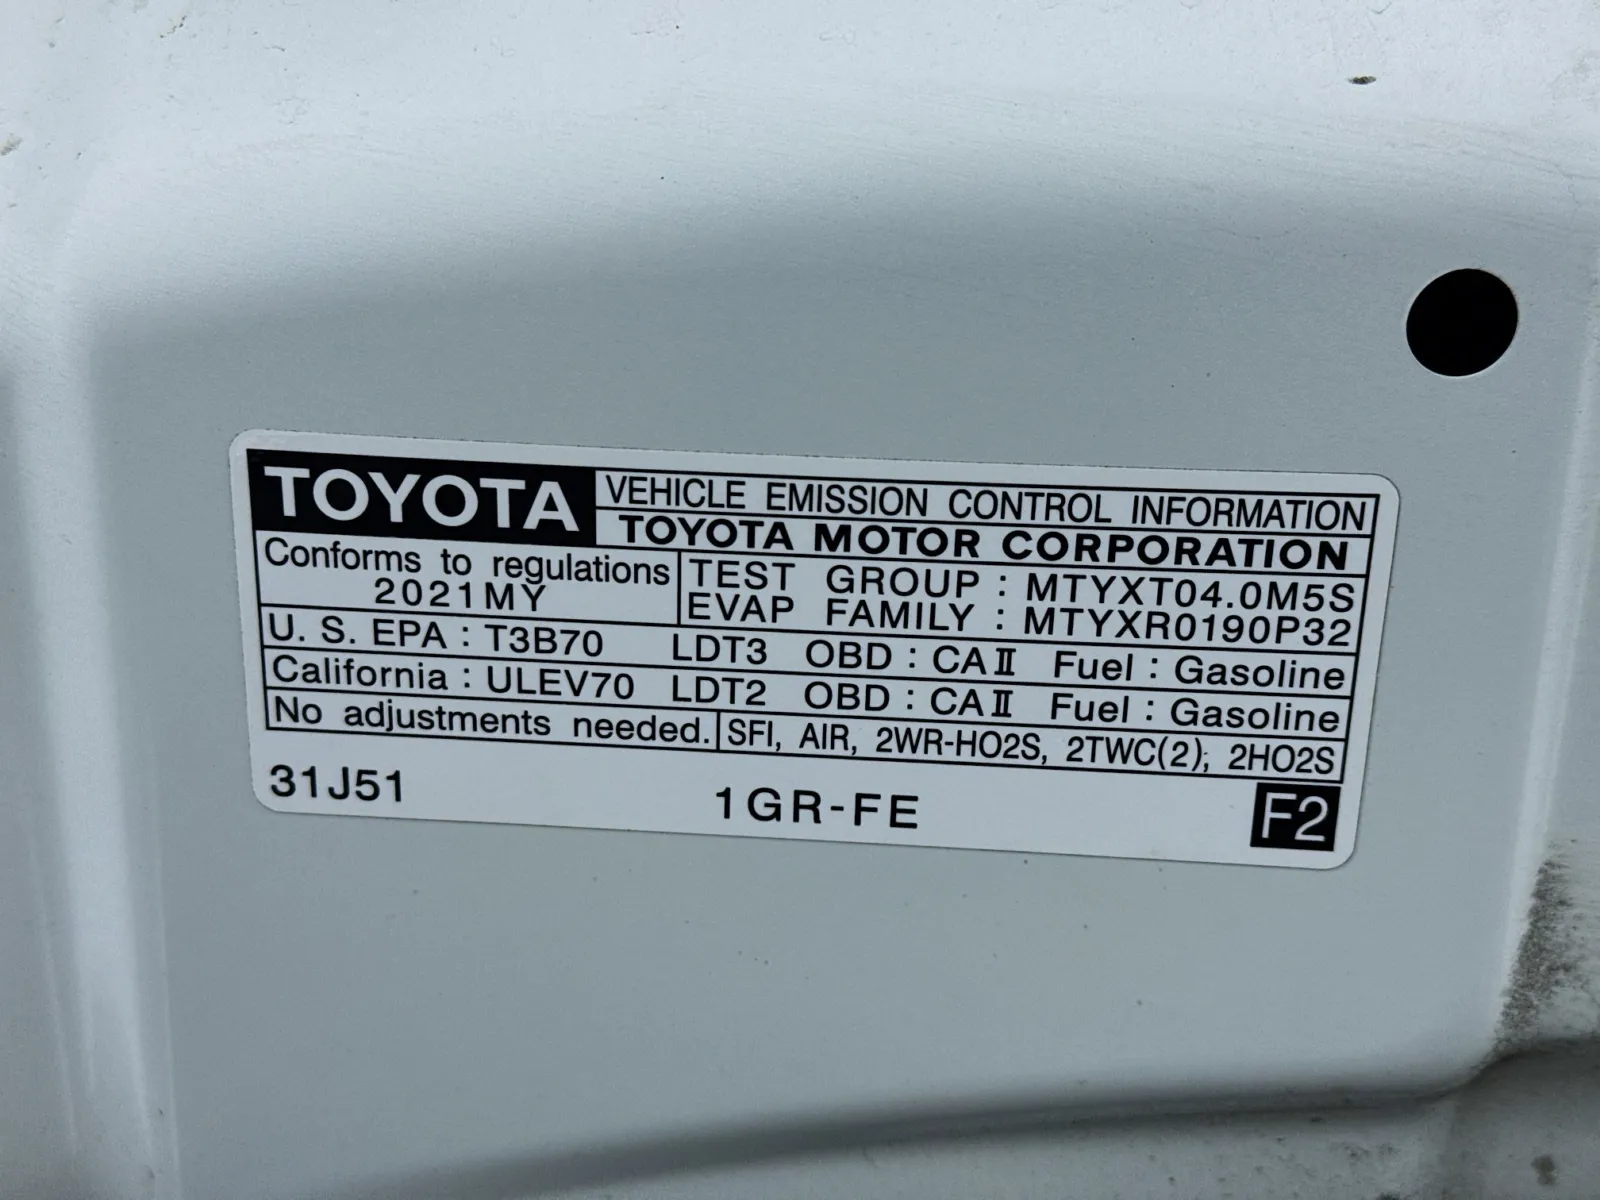 TOYOTA VEHICLE EMISSION CONTROL INFORMATION
TOYOTA MOTOR CORPORATION
Conforms to regulations
2021MY
TEST GROUP : MTYXT04.0M5S
EVAP FAMILY : MTYXR0190P32
U. S. EPA : T3B70 LDT3 OBD : CAⅡ Fuel : Gasoline
California : ULEV70 LDT2 OBD : CAⅡ Fuel : Gasoline
No adjustments needed. SFI, AIR, 2WR-HO2S, 2TWC(2); 2HO2S
31J51 1GR-FE F2